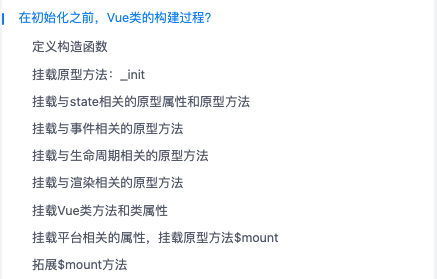 在初始化之前，Vue类的构建过程?
定义构造函数
挂载原型方法：_init
挂载与state相关的原型属性和原型方法
挂载与事件相关的原型方法
挂载与生命周期相关的原型方法
挂载与渲染相关的原型方法
挂载Vue类方法和类属性
挂载平台相关的属性，挂载原型方法$mount
拓展$mount方法